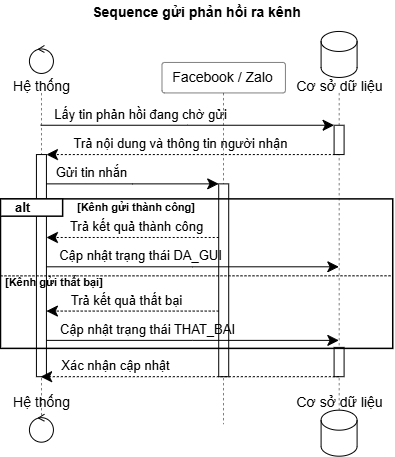 Sequence gửi phản hồi ra kênh
Hệ thống
Facebook / Zalo
Cơ sở dữ liệu
Lấy tin phản hồi đang chờ gửi
Trả nội dung và thông tin người nhận
Gửi tin nhắn
alt
[Kênh gửi thành công]
Trả kết quả thành công
Cập nhật trạng thái DA_GUI
[Kênh gửi thất bại]
Trả kết quả thất bại
Cập nhật trạng thái THAT_BAI
Xác nhận cập nhật
Hệ thống
Cơ sở dữ liệu